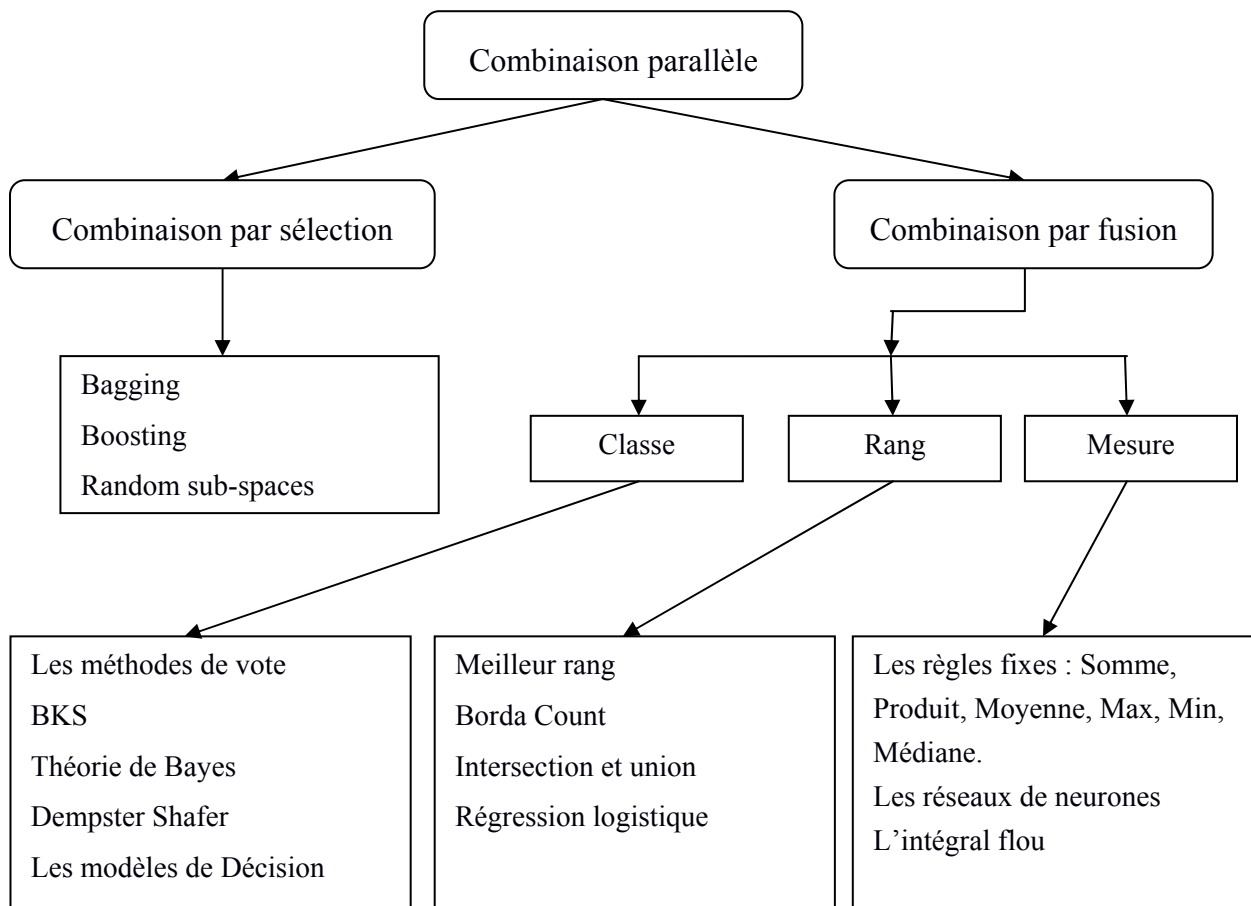 Combinaison parallèle
Combinaison par sélection
Combinaison par fusion
Bagging
Boosting
Random sub-spaces
Classe
Rang
Mesure
Les méthodes de vote
BKS
Théorie de Bayes
Dempster Shafer
Les modèles de Décision
Meilleur rang
Borda Count
Intersection et union
Régression logistique
Les règles fixes : Somme,
Produit, Moyenne, Max, Min,
Médiane.
Les réseaux de neurones
L’intégral flou